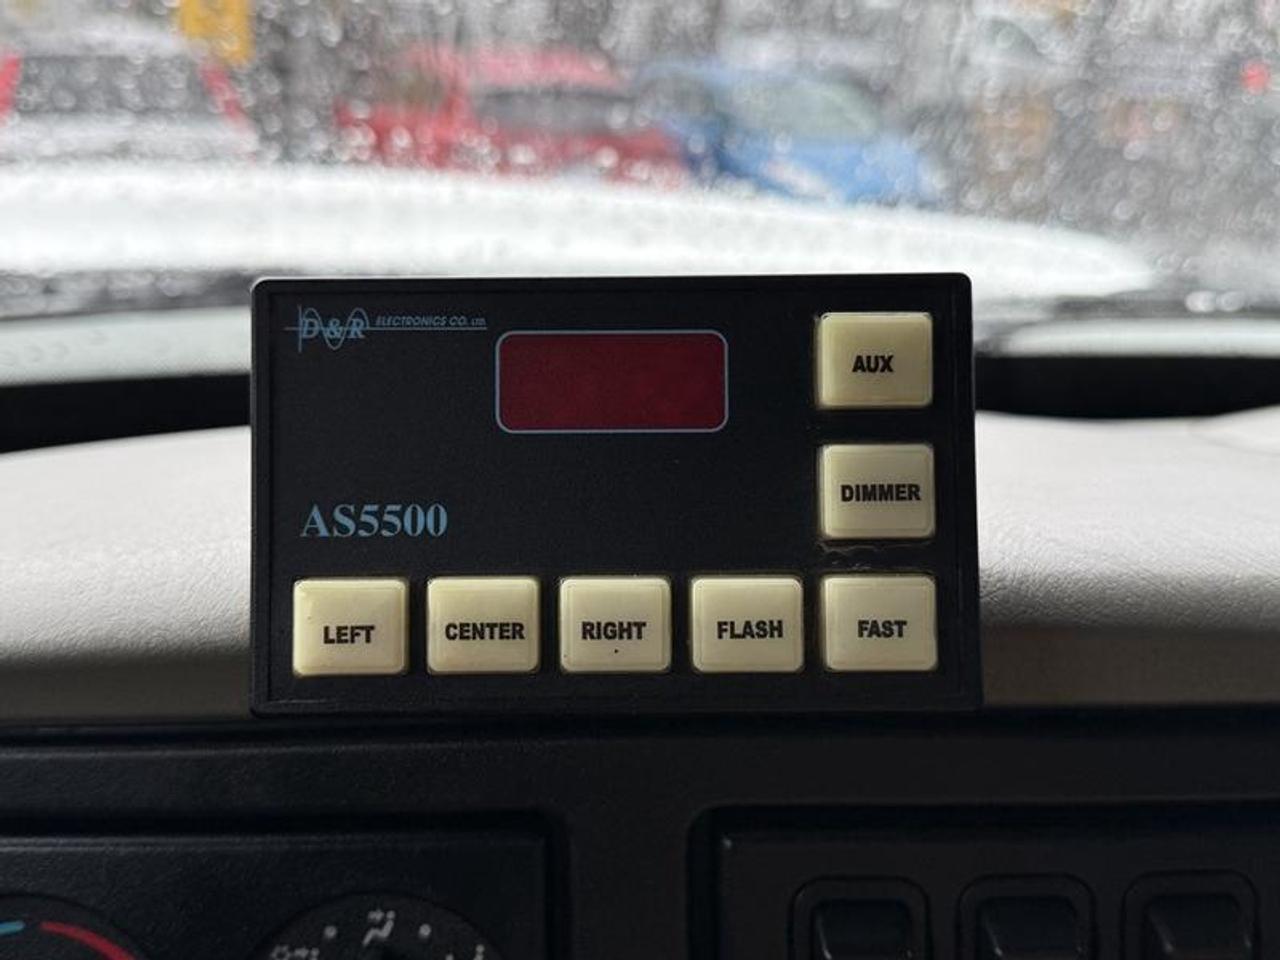 D&R ELECTRONICS CO. LTD.
AUX
DIMMER
AS5500
LEFT CENTER RIGHT FLASH FAST